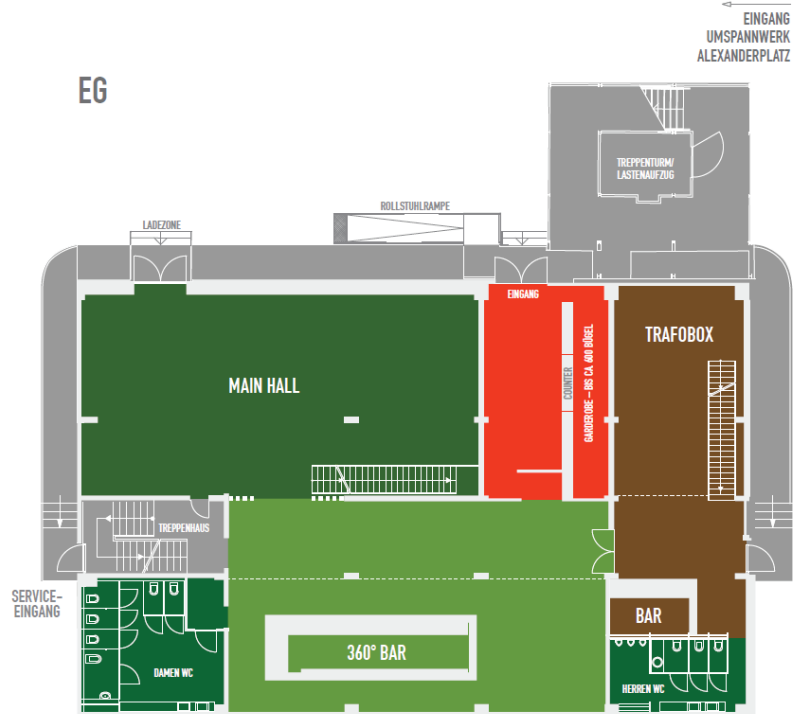 EINGANG
UMSPANNWERK
ALEXANDERPLATZ
EG
TREPPENTURM/
LASTENAUFZUG
ROLLSTUHLRAMPE
LADEZONE
EINGANG
MAIN HALL
COUNTER
GARDEROBE – BIS CA. 600 BÜGEL
TRAFOBOX
TREPPENHAUS
SERVICE-
EINGANG
BAR
360° BAR
DAMEN WC
HERREN WC